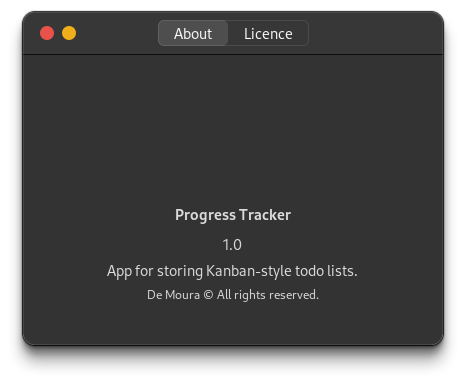 About
Licence
Progress Tracker
1.0
App for storing Kanban-style todo lists.
De Moura © All rights reserved.